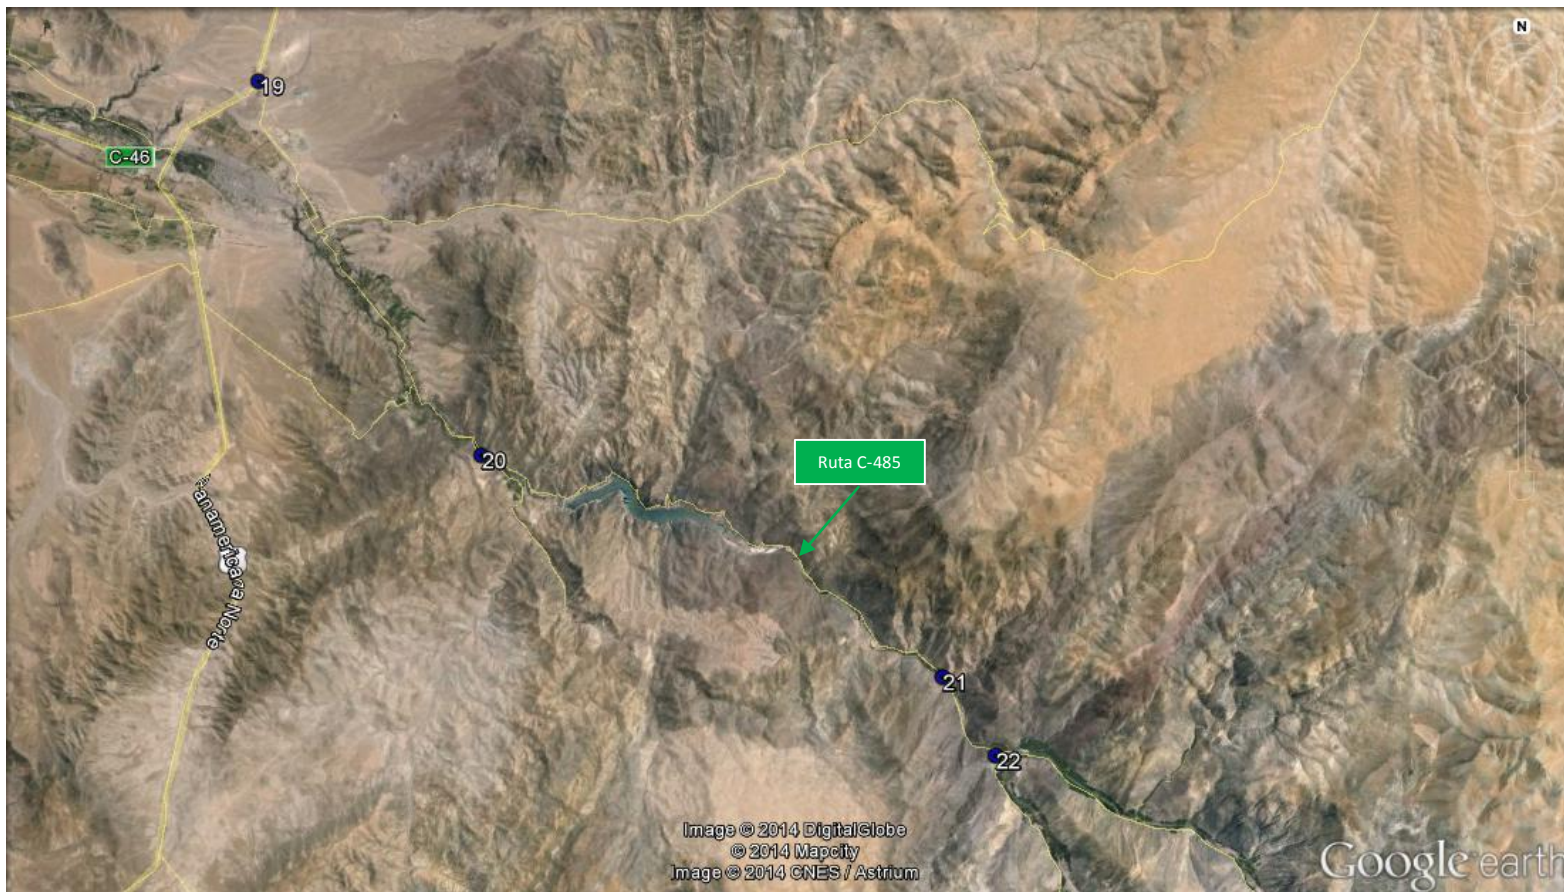 N
19
C-46
Ruta C-485
20
Panamericana Norte
21
22
Image © 2014 DigitalGlobe
© 2014 Mapcity
Image © 2014 CNES / Astrium
Google earth